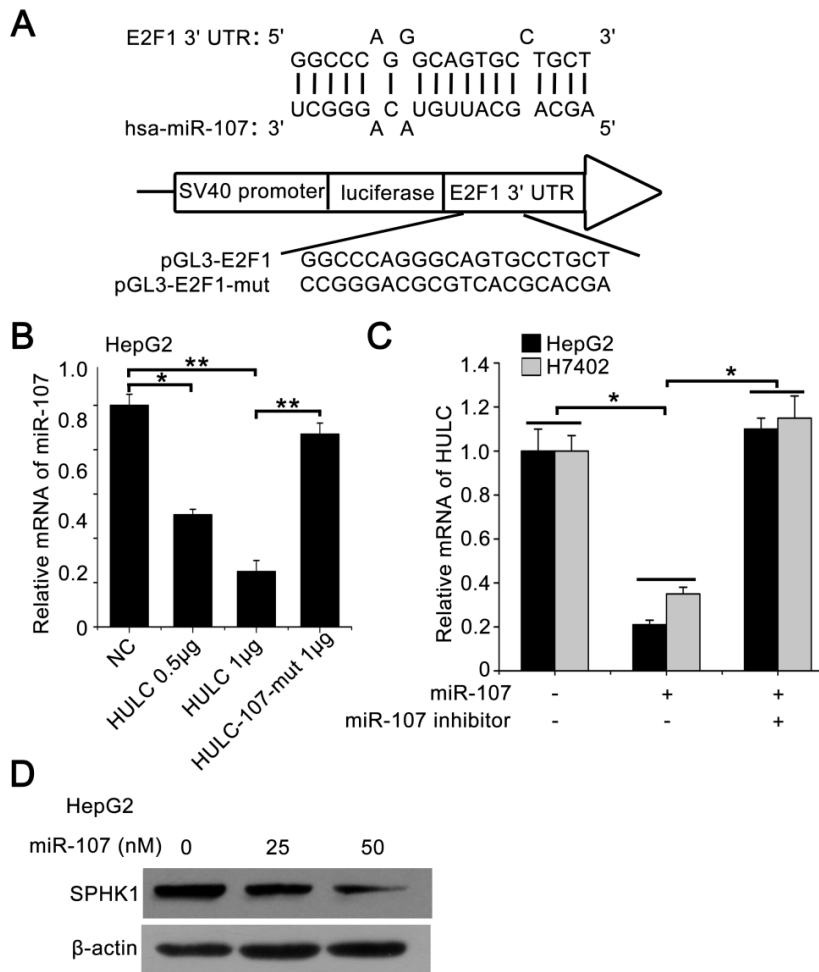 A
E2F1 3' UTR: 5' AG C 3'
GGCCC G GCAGTGC TGCT
UCGGG C UGUUACG ACGA
hsa-miR-107: 3' A A 5'
SV40 promoter luciferase E2F1 3' UTR
pGL3-E2F1 GGCCCAGGGCAGTGCCTGCT
pGL3-E2F1-mut CCGGGACGCGTCACGCACGA
B
HepG2
Relative mRNA of miR-107
1.0
0.8
0.6
0.4
0.2
0
* ** **
NC
HULC 0.5μg
HULC 1μg
HULC-107-mut 1μg
C
HepG2
H7402
Relative mRNA of HULC
1.4
1.2
1.0
0.8
0.6
0.4
0.2
0
* *
miR-107 - + +
miR-107 inhibitor - - +
D
HepG2
miR-107 (nM) 0 25 50
SPHK1
β-actin